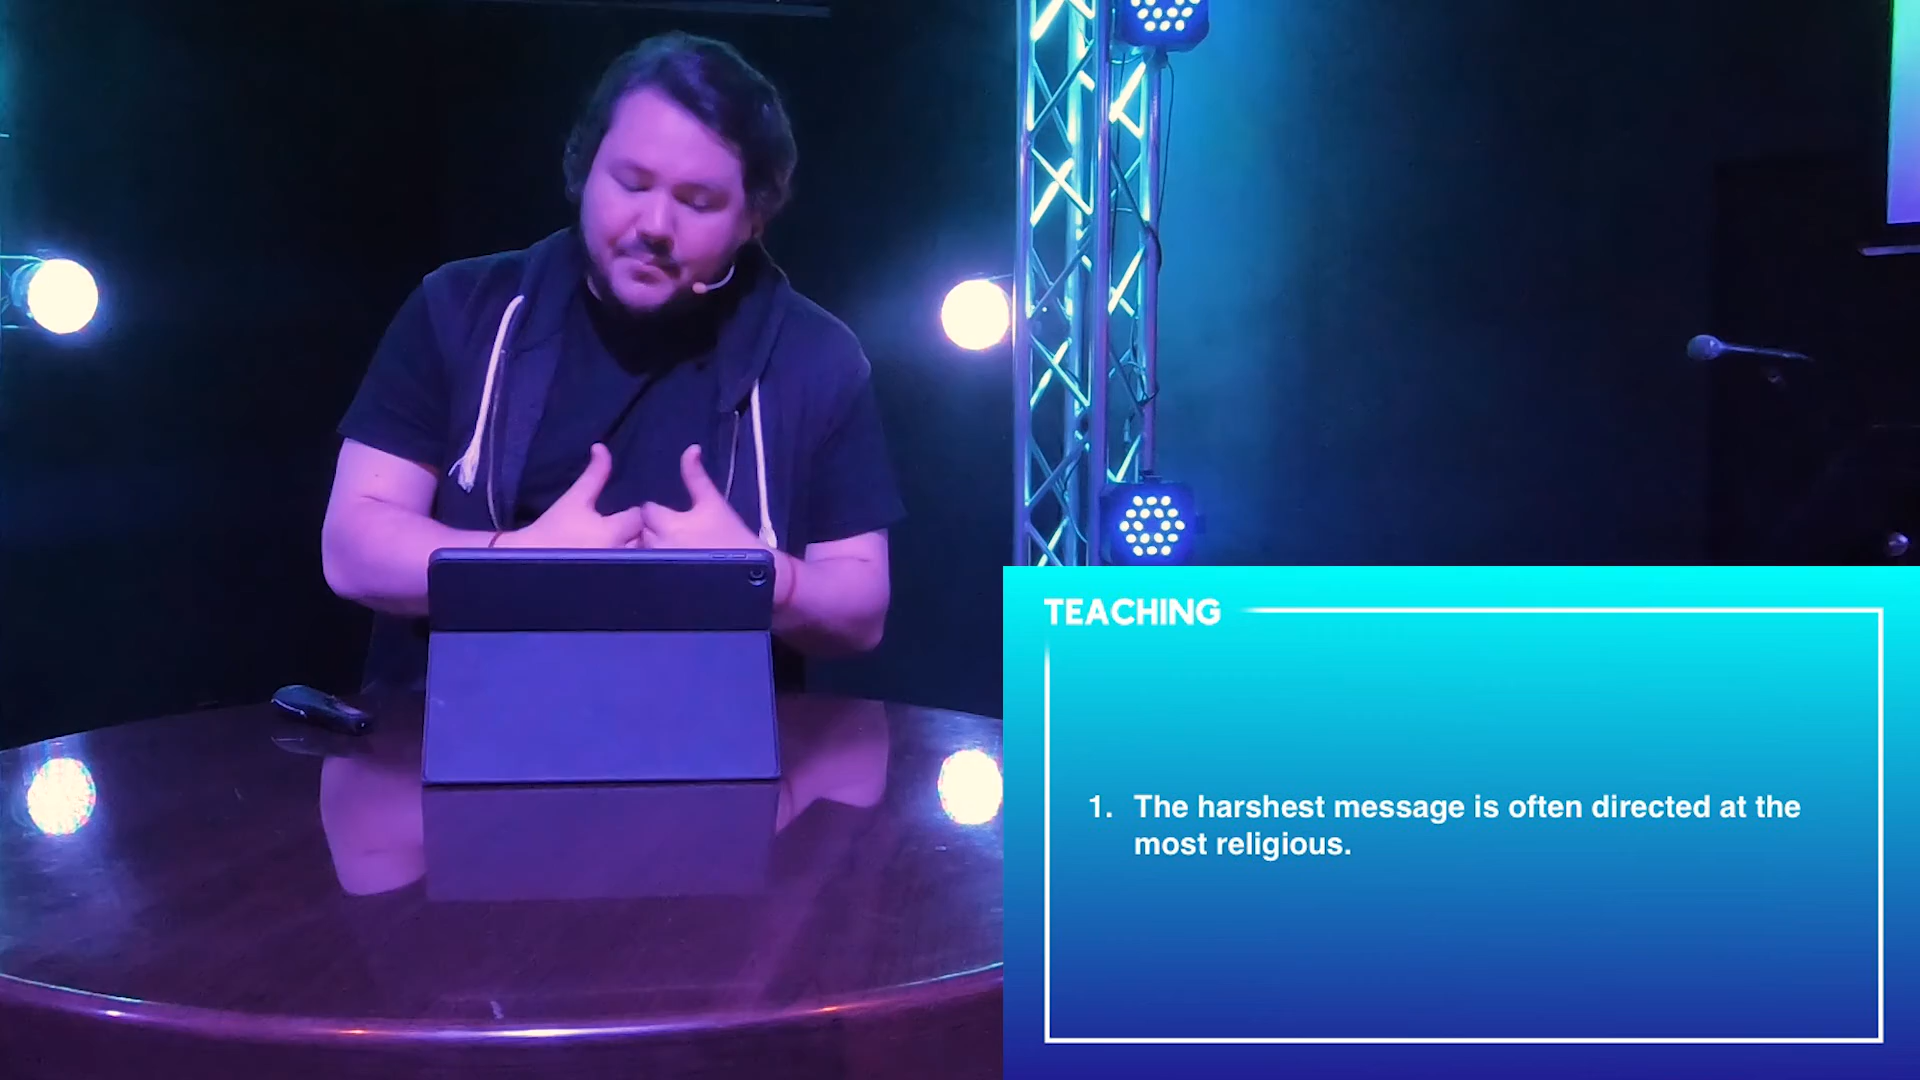 TEACHING
1. The harshest message is often directed at the
most religious.